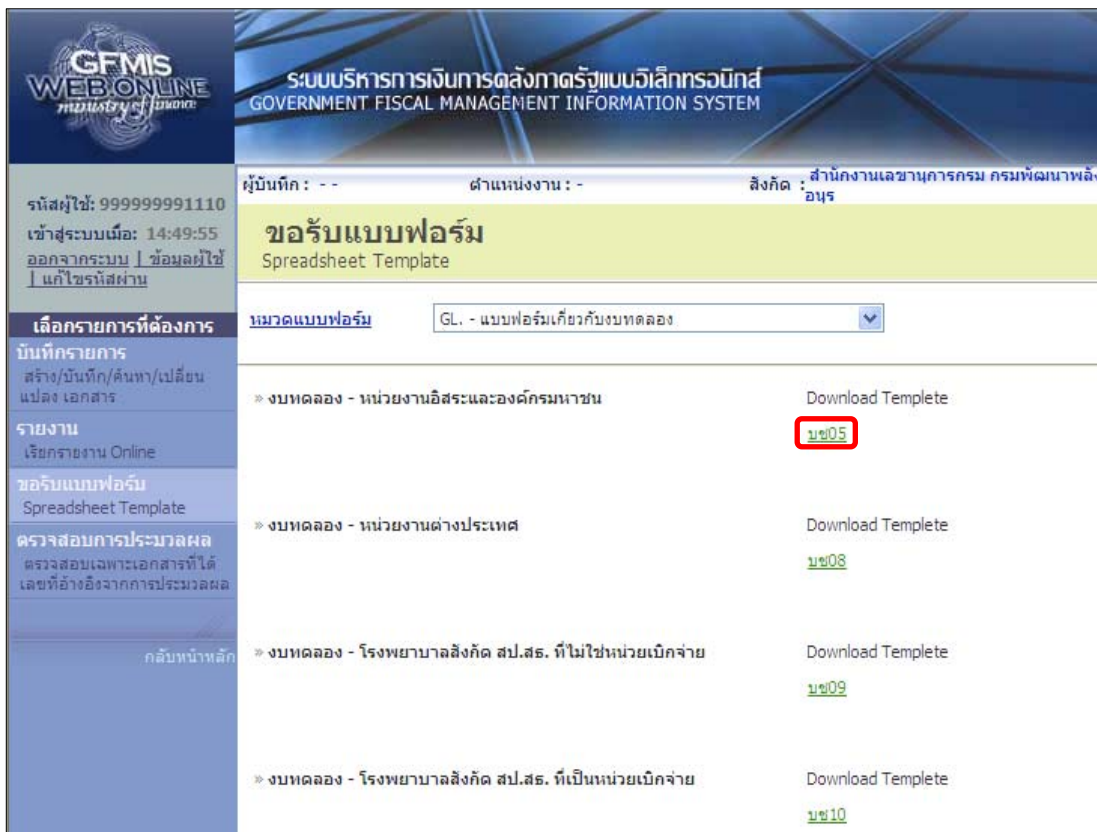 GFMIS
WEB ONLINE
ministry of finance
ระบบบริหารการเงินการคลังภาครัฐแบบอิเล็กทรอนิกส์
GOVERNMENT FISCAL MANAGEMENT INFORMATION SYSTEM
ผู้บันทึก : - - ตำแหน่งงาน : - สังกัด : สำนักงานเลขานุการกรม กรมพัฒนาพลัง
อนุร
รหัสผู้ใช้: 999999991110
เข้าสู่ระบบเมื่อ: 14:49:55
ออกจากระบบ | ข้อมูลผู้ใช้
| แก้ไขรหัสผ่าน
ขอรับแบบฟอร์ม
Spreadsheet Template
เลือกรายการที่ต้องการ
บันทึกรายการ
สร้าง/บันทึก/ค้นหา/เปลี่ยน
แปลง เอกสาร
รายงาน
เรียกรายงาน Online
ขอรับแบบฟอร์ม
Spreadsheet Template
ตรวจสอบการประมวลผล
ตรวจสอบเฉพาะเอกสารที่ได้
เลขที่อ้างอิงจากการประมวลผล
กลับหน้าหลัก
หมวดแบบฟอร์ม GL. - แบบฟอร์มเกี่ยวกับงบทดลอง
» งบทดลอง - หน่วยงานอิสระและองค์กรมหาชน Download Templete
บช05
» งบทดลอง - หน่วยงานต่างประเทศ Download Templete
บช08
» งบทดลอง - โรงพยาบาลสังกัด สป.สธ. ที่ไม่ใช่หน่วยเบิกจ่าย Download Templete
บช09
» งบทดลอง - โรงพยาบาลสังกัด สป.สธ. ที่เป็นหน่วยเบิกจ่าย Download Templete
บช10